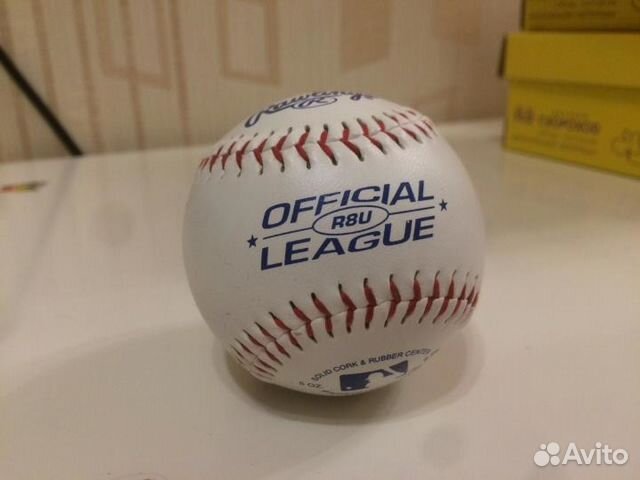 Rawlings
R
OFFICIAL
R8U
LEAGUE
SOLID CORK & RUBBER CENTER
5 OZ
Avito